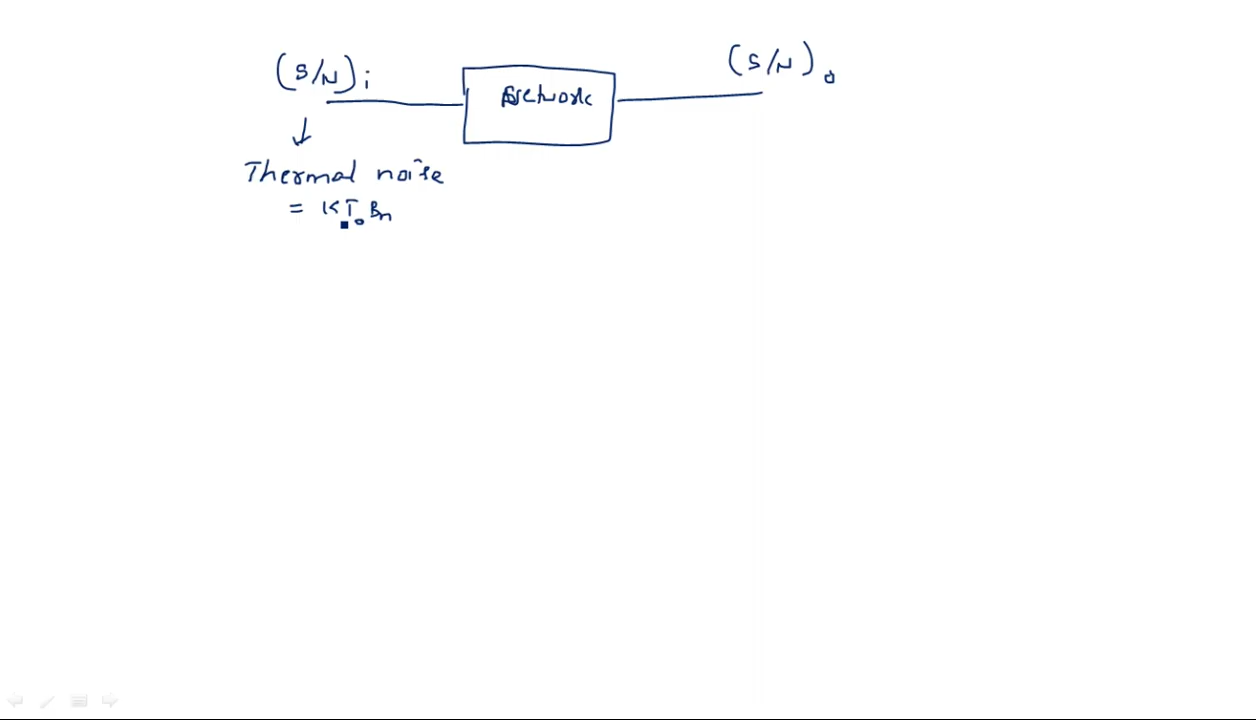 (S/N)i
Network
(S/N)o
Thermal noise
= KToBn